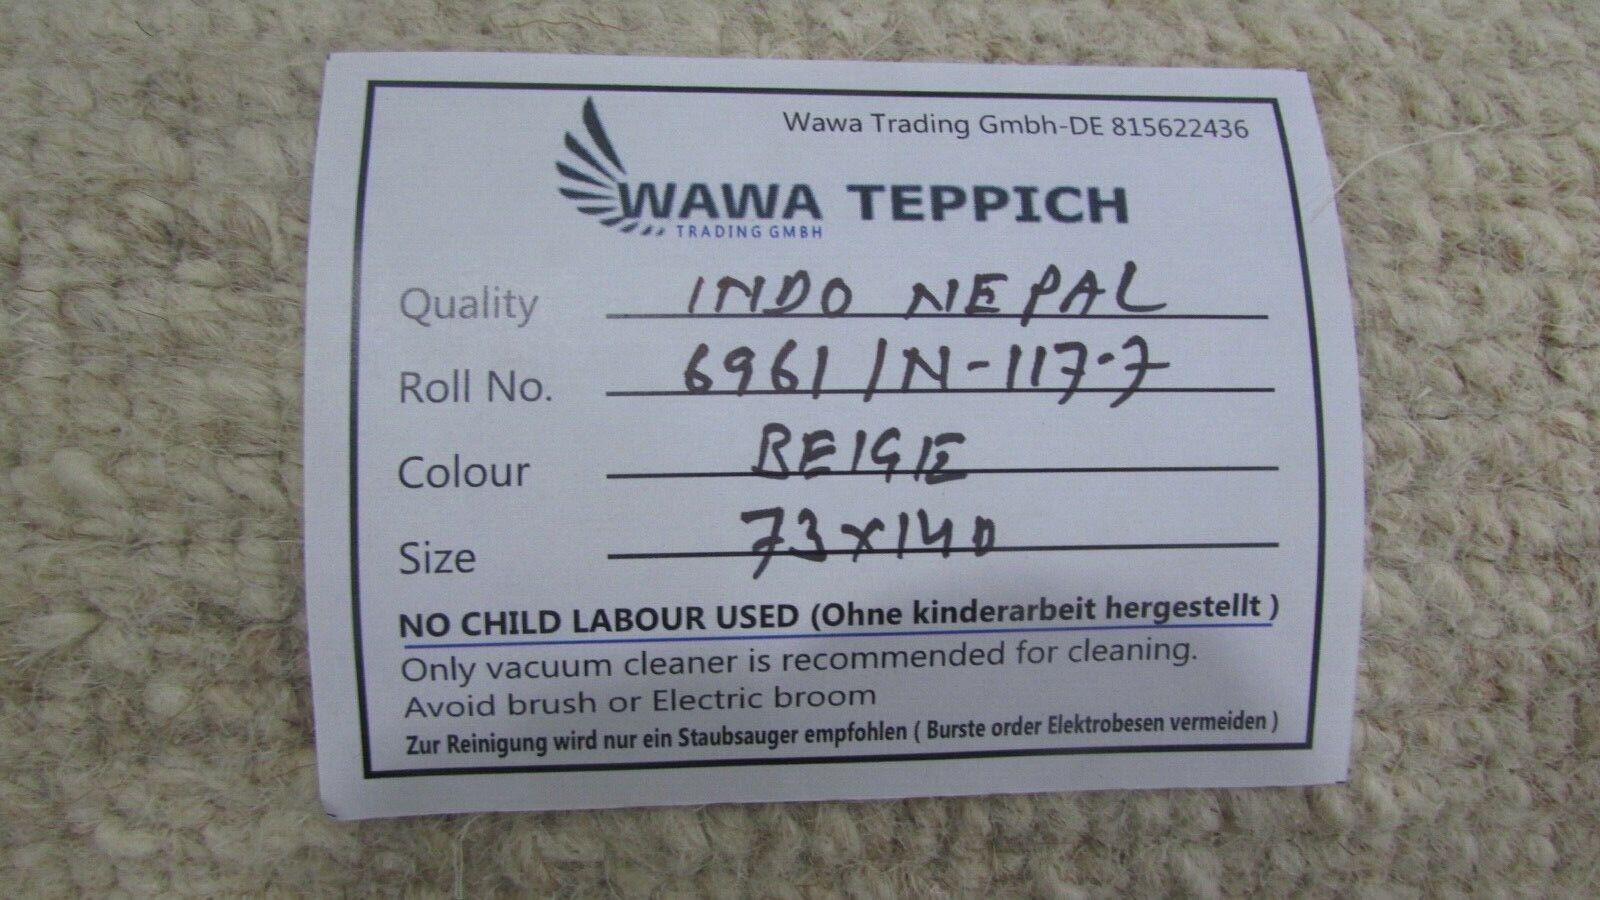 Wawa Trading Gmbh-DE 815622436
WAWA TEPPICH
TRADING GMBH
Quality INDO NEPAL
Roll No. 6961 / N-117-7
Colour BEIGE
Size 73x140
NO CHILD LABOUR USED (Ohne kinderarbeit hergestellt )
Only vacuum cleaner is recommended for cleaning.
Avoid brush or Electric broom
Zur Reinigung wird nur ein Staubsauger empfohlen ( Burste order Elektrobesen vermeiden )